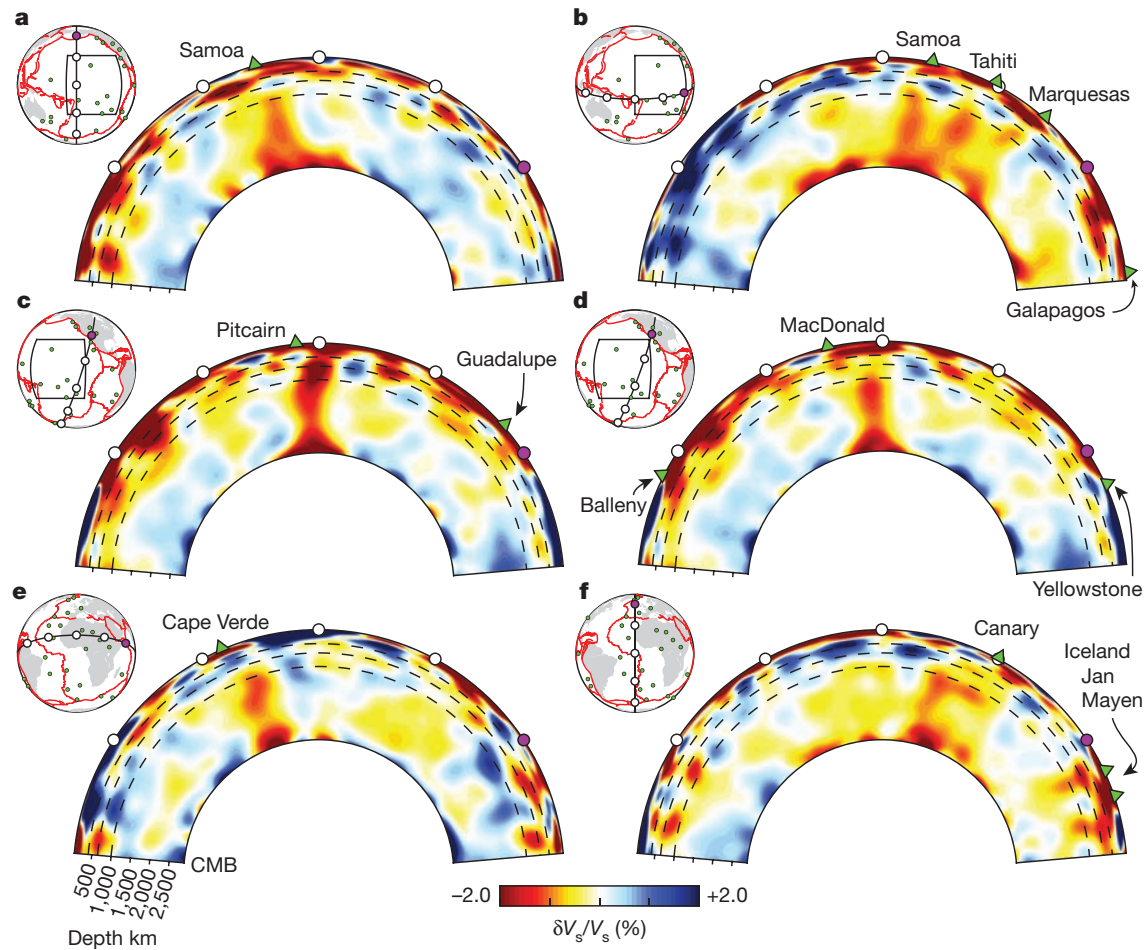 a
Samoa
b
Samoa
Tahiti
Marquesas
Galapagos
c
Pitcairn
Guadalupe
d
MacDonald
Balleny
Yellowstone
e
Cape Verde
CMB
500
1,000
1,500
2,000
2,500
Depth km
f
Canary
Iceland
Jan
Mayen
–2.0
+2.0
δVs/Vs (%)